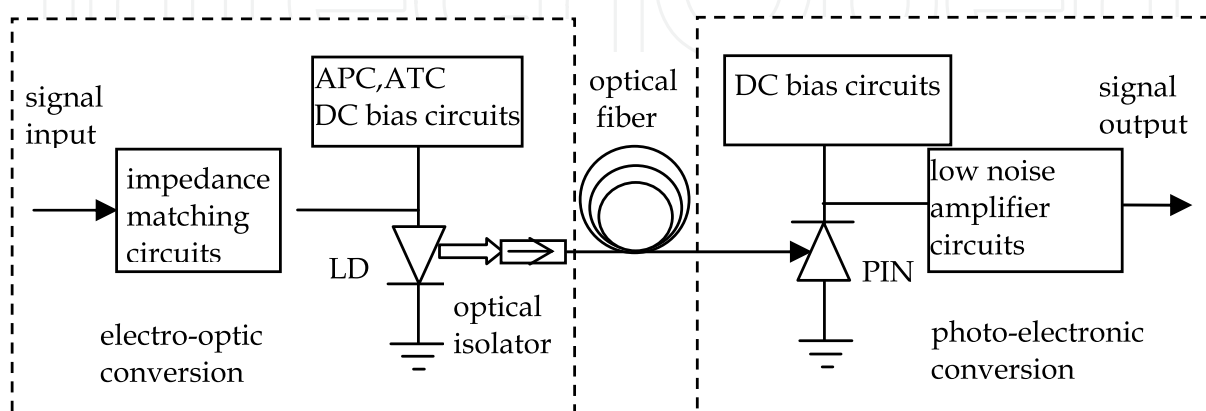 signal
input
impedance
matching
circuits
APC,ATC
DC bias circuits
LD
optical
isolator
electro-optic
conversion
optical
fiber
DC bias circuits
PIN
low noise
amplifier
circuits
signal
output
photo-electronic
conversion